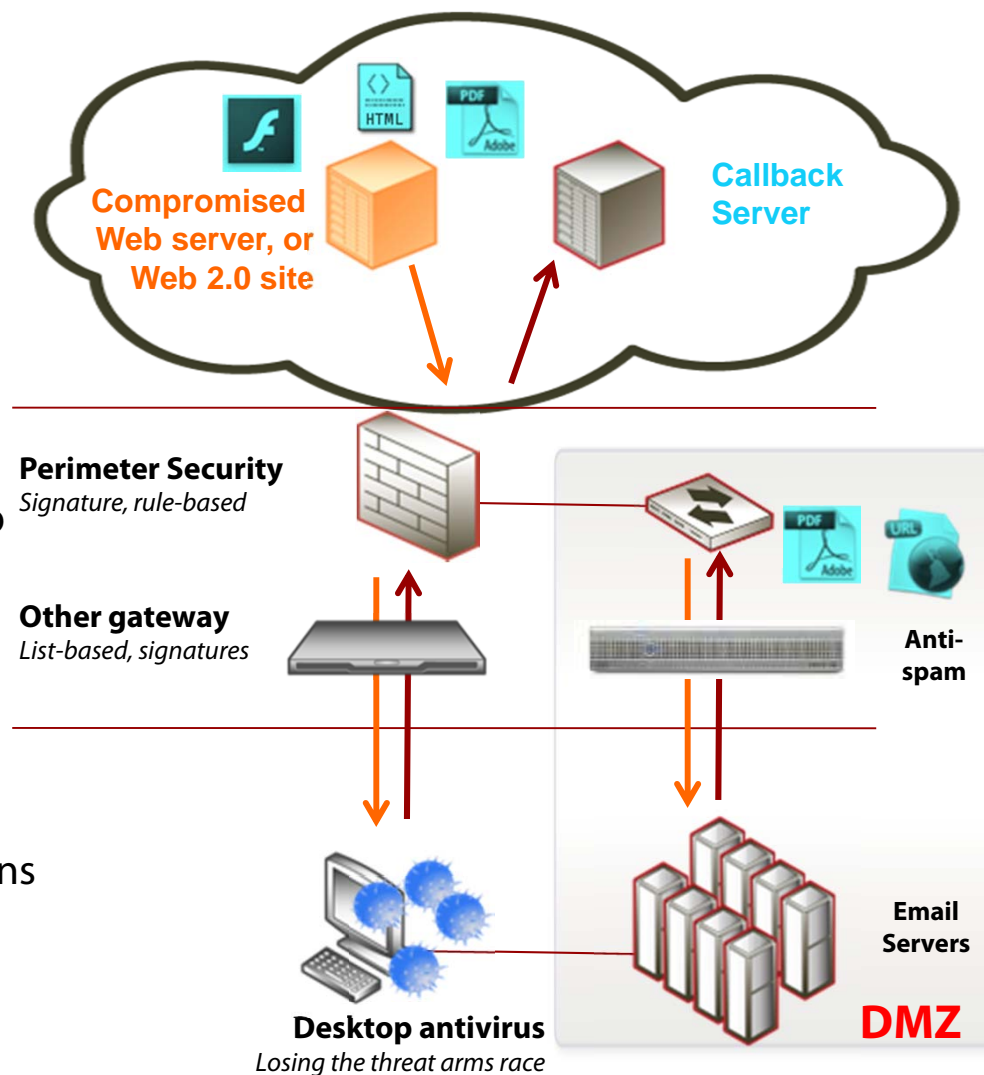 HTML
PDF
Adobe
Compromised
Web server, or
Web 2.0 site
Callback
Server
Perimeter Security
Signature, rule-based
PDF
Adobe
URL
Other gateway
List-based, signatures
Anti-
spam
ns
Email
Servers
DMZ
Desktop antivirus
Losing the threat arms race